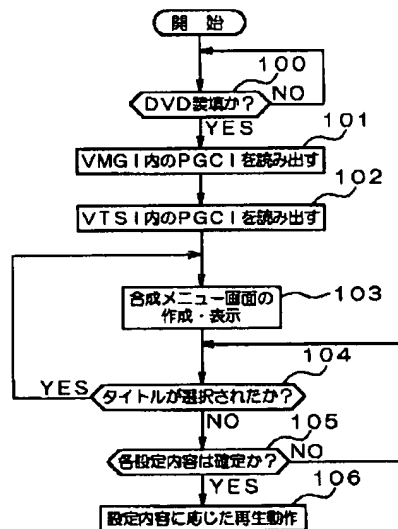 開始
100
DVD装填か？ NO
YES
101
VMGI内のPGCIを読み出す
102
VTSI内のPGCIを読み出す
合成メニュー画面の
作成・表示
103
104
YES タイトルが選択されたか？
NO
105
各設定内容は確定か？ NO
YES
106
設定内容に応じた再生動作